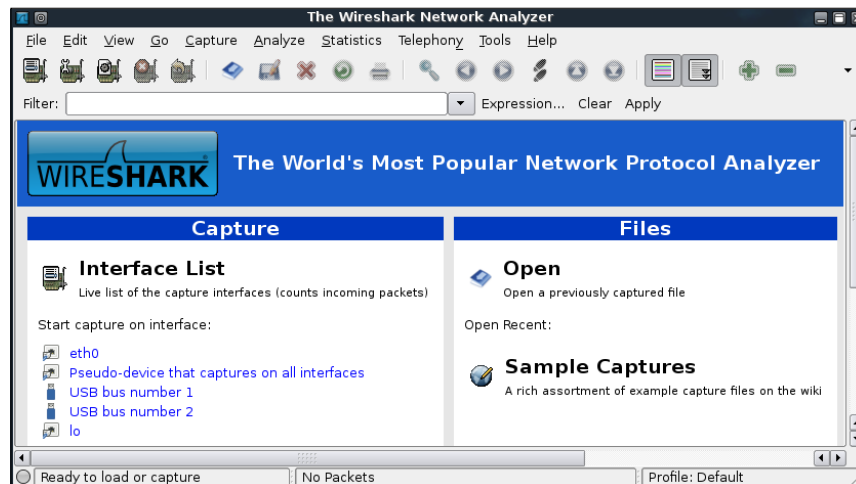 The Wireshark Network Analyzer
File Edit View Go Capture Analyze Statistics Telephony Tools Help
Filter: Expression... Clear Apply
WIRESHARK The World's Most Popular Network Protocol Analyzer
Capture
Interface List
Live list of the capture interfaces (counts incoming packets)
Start capture on interface:
eth0
Pseudo-device that captures on all interfaces
USB bus number 1
USB bus number 2
lo
Files
Open
Open a previously captured file
Open Recent:
Sample Captures
A rich assortment of example capture files on the wiki
Ready to load or capture No Packets Profile: Default